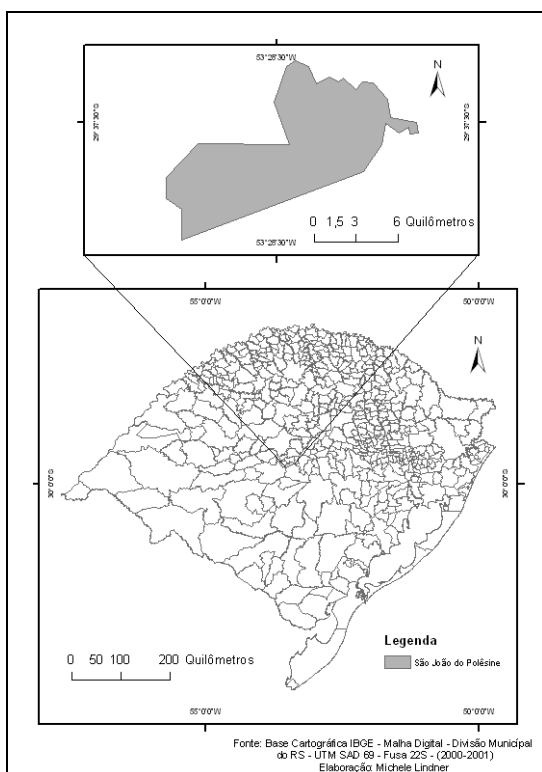 53°28'30"W
N
29°37'30"S
29°37'30"S
0 1,5 3 6 Quilômetros
53°28'30"W
55°0'0"W
50°0'0"W
N
30°0'0"S
30°0'0"S
Legenda
São João do Polêsine
0 50 100 200 Quilômetros
55°0'0"W
50°0'0"W
Fonte: Base Cartográfica IBGE - Malha Digital - Divisão Municipal
do RS - UTM SAD 69 - Fusa 22S - (2000-2001)
Elaboração: Michele Lindner